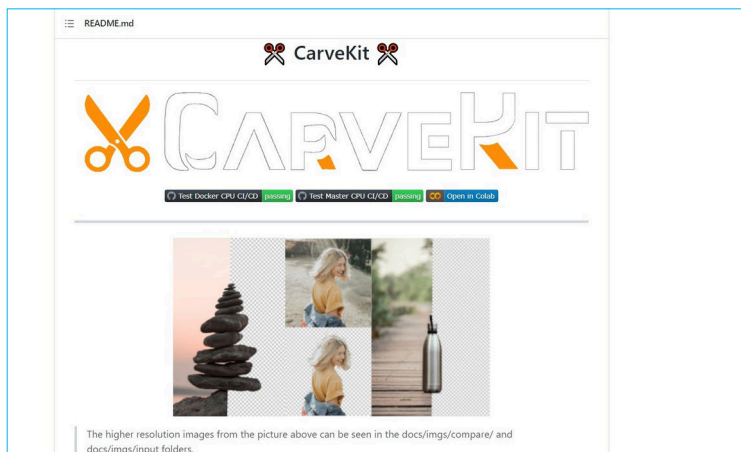 README.md
CarveKit
CARVEKIT
Test Docker CPU CI/CD passing Test Master CPU CI/CD passing Open in Colab
The higher resolution images from the picture above can be seen in the docs/imgs/compare/ and
docs/imgs/input folders.